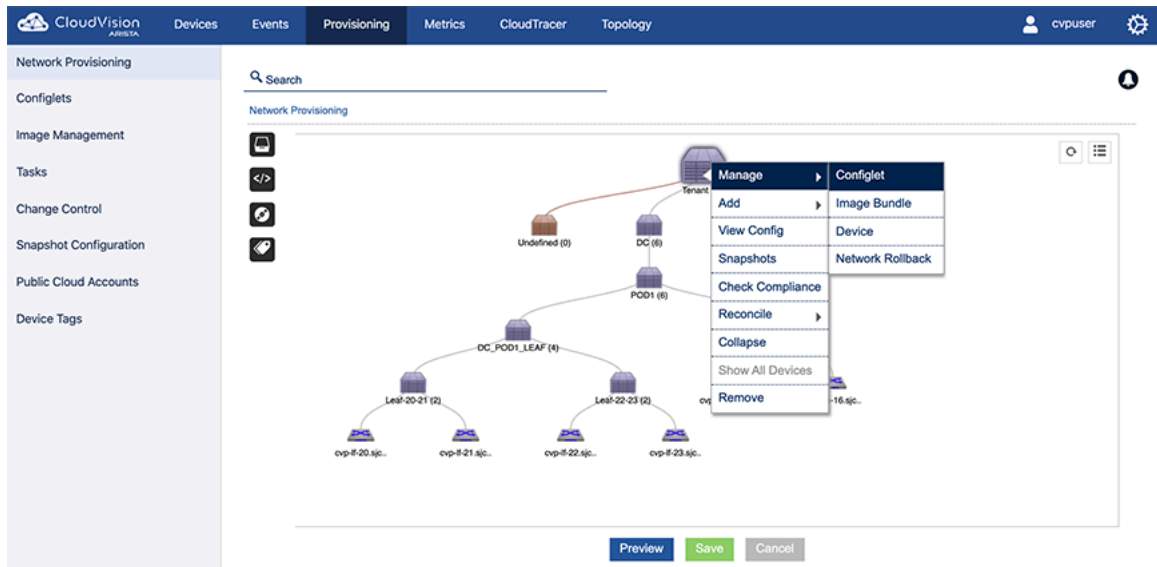 CloudVision
ARISTA
Devices
Events
Provisioning
Metrics
CloudTracer
Topology
cvpuser
Network Provisioning
Configlets
Image Management
Tasks
Change Control
Snapshot Configuration
Public Cloud Accounts
Device Tags
Search
Network Provisioning
</>
Tenant
Undefined (0)
DC (6)
POD1 (6)
DC_POD1_LEAF (4)
Leaf-20-21 (2)
Leaf-22-23 (2)
cvp-lf-20.sjc..
cvp-lf-21.sjc..
cvp-lf-22.sjc..
cvp-lf-23.sjc..
-16.sjc..
Manage
Add
View Config
Snapshots
Check Compliance
Reconcile
Collapse
Show All Devices
Remove
Configlet
Image Bundle
Device
Network Rollback
Preview
Save
Cancel